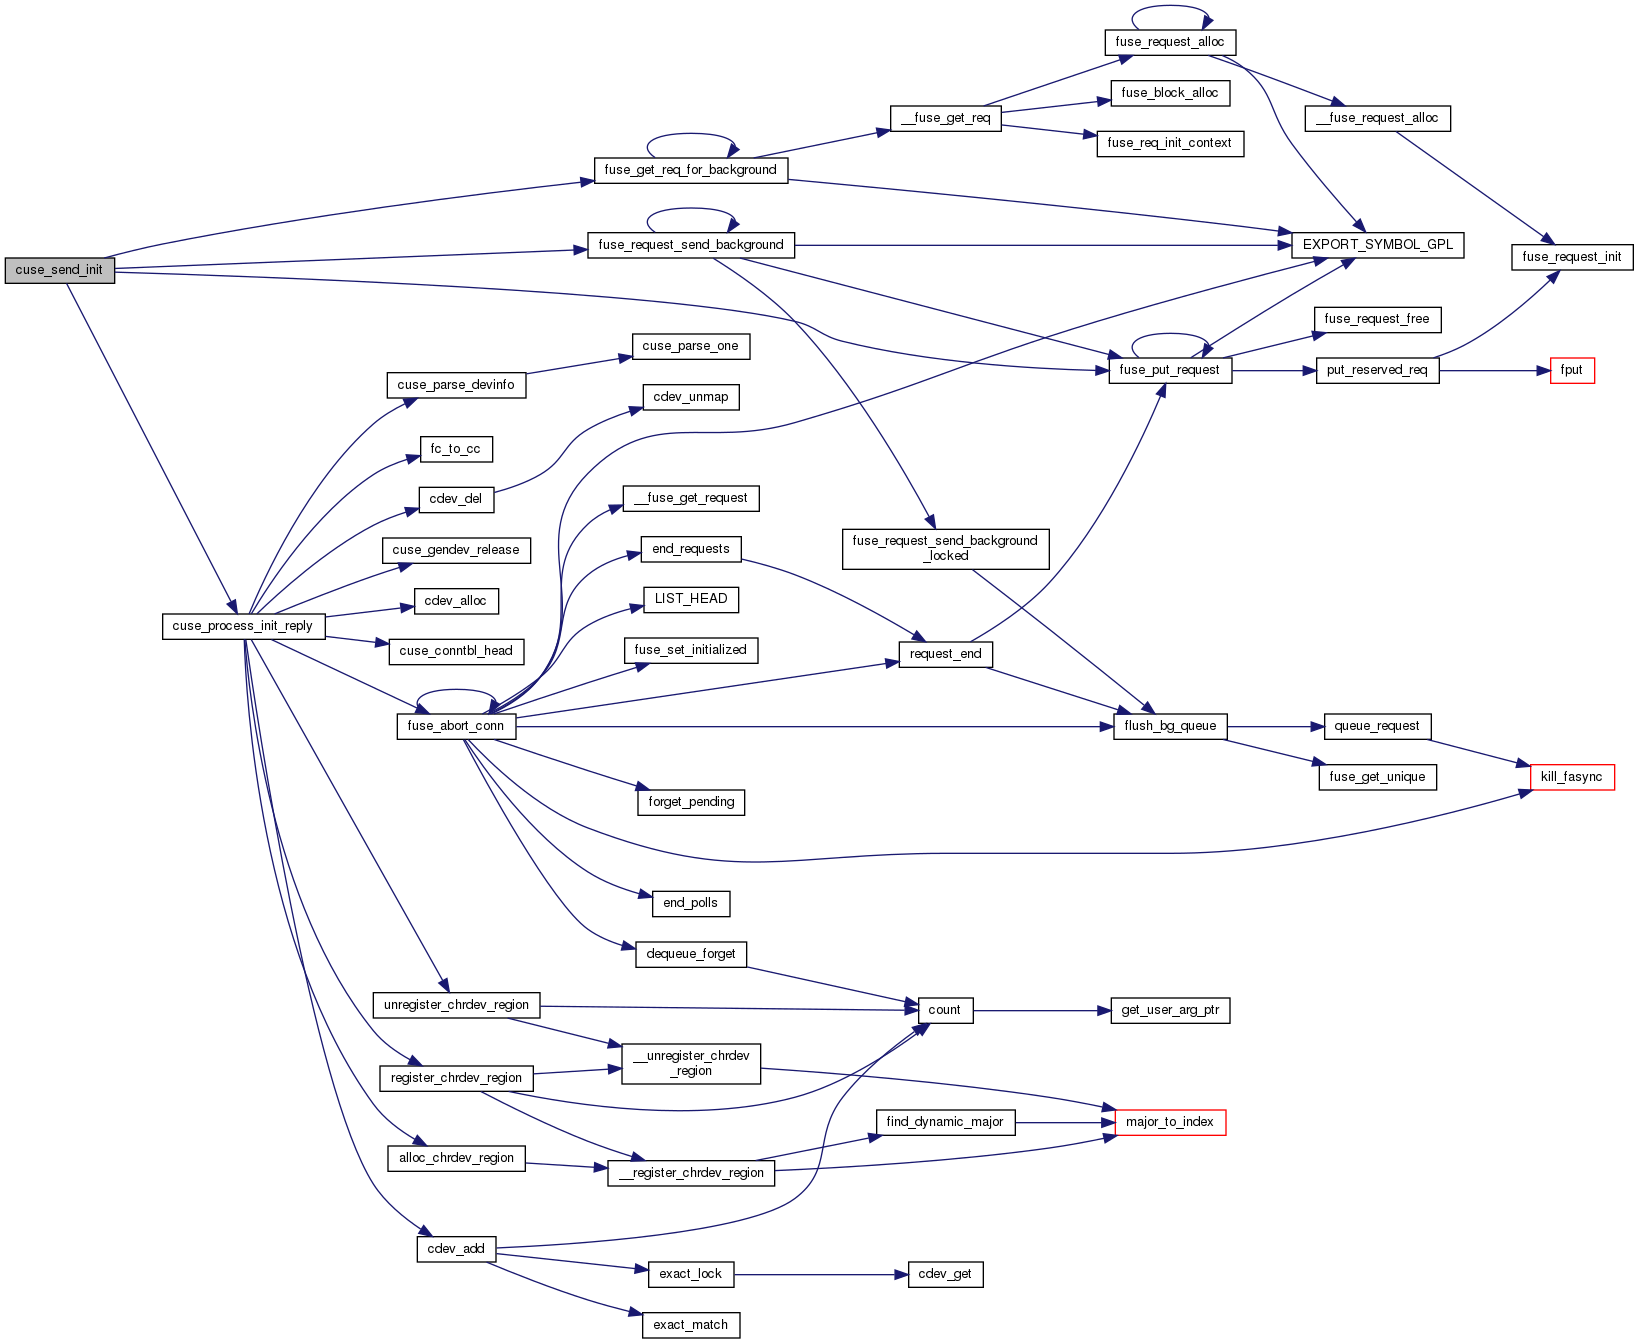 fuse_request_alloc
fuse_block_alloc
__fuse_get_req
__fuse_request_alloc
fuse_req_init_context
fuse_get_req_for_background
fuse_request_send_background
EXPORT_SYMBOL_GPL
fuse_request_init
cuse_send_init
fuse_request_free
cuse_parse_one
fuse_put_request
put_reserved_req
fput
cuse_parse_devinfo
cdev_unmap
fc_to_cc
cdev_del
__fuse_get_request
cuse_gendev_release
end_requests
fuse_request_send_background
_locked
cdev_alloc
LIST_HEAD
cuse_process_init_reply
cuse_conntbl_head
fuse_set_initialized
request_end
fuse_abort_conn
flush_bg_queue
queue_request
fuse_get_unique
kill_fasync
forget_pending
end_polls
dequeue_forget
unregister_chrdev_region
count
get_user_arg_ptr
__unregister_chrdev
_region
register_chrdev_region
find_dynamic_major
major_to_index
alloc_chrdev_region
__register_chrdev_region
cdev_add
exact_lock
cdev_get
exact_match